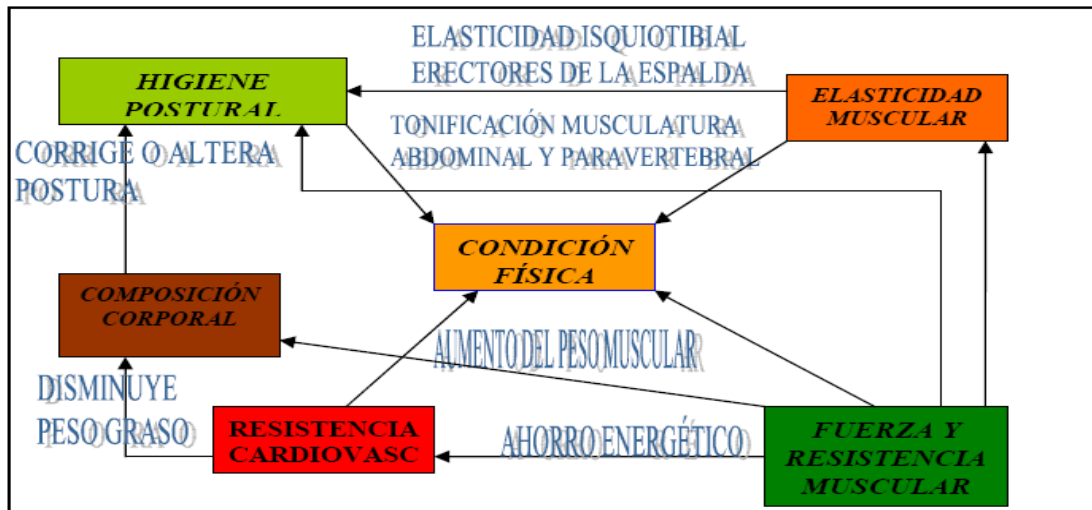 ELASTICIDAD ISQUIOTIBIAL
ERECTORES DE LA ESPALDA
HIGIENE
POSTURAL
ELASTICIDAD
MUSCULAR
TONIFICACIÓN MUSCULATURA
ABDOMINAL Y PARAVERTEBRAL
CORRIGE O ALTERA
POSTURA
CONDICIÓN
FÍSICA
COMPOSICIÓN
CORPORAL
AUMENTO DEL PESO MUSCULAR
DISMINUYE
PESO GRASO
RESISTENCIA
CARDIOVASC
AHORRO ENERGÉTICO
FUERZA Y
RESISTENCIA
MUSCULAR